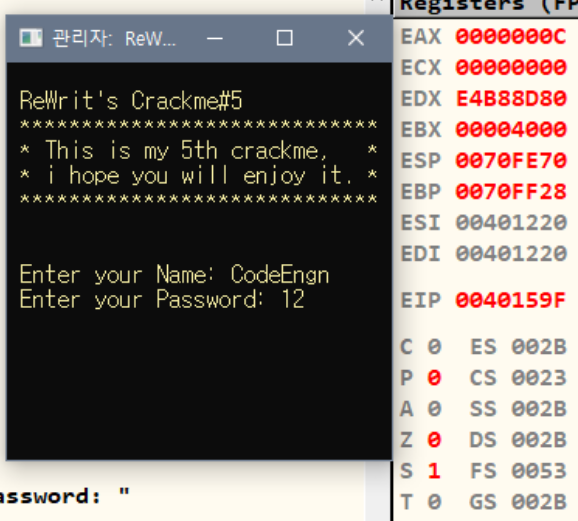 관리자: ReW...
ReWrit's Crackme#5
******************************
* This is my 5th crackme, *
* i hope you will enjoy it. *
******************************
Enter your Name: CodeEngn
Enter your Password: 12
assword: "
Registers (FP
EAX 0000000C
ECX 00000000
EDX E4B88D80
EBX 00004000
ESP 0070FE70
EBP 0070FF28
ESI 00401220
EDI 00401220
EIP 0040159F
C 0 ES 002B
P 0 CS 0023
A 0 SS 002B
Z 0 DS 002B
S 1 FS 0053
T 0 GS 002B